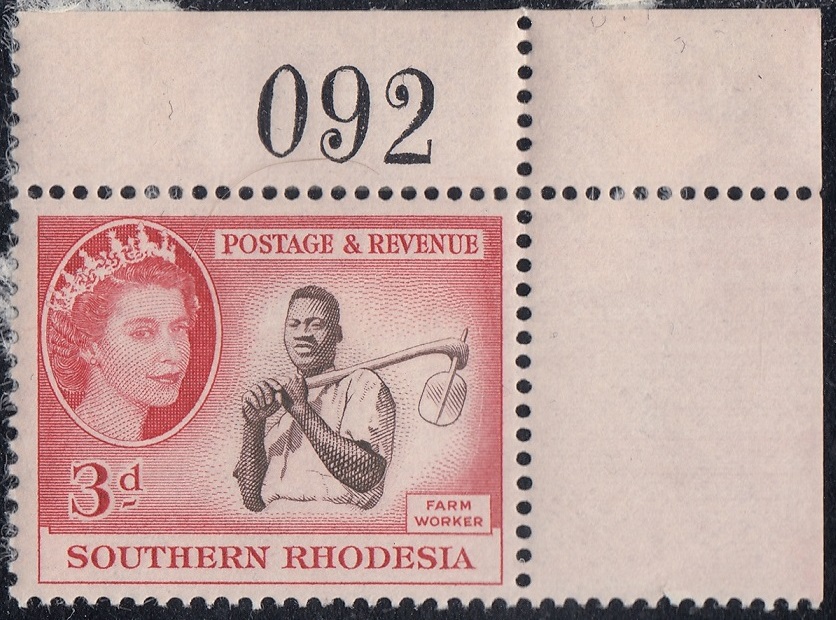 092
POSTAGE & REVENUE
3d
FARM
WORKER
SOUTHERN RHODESIA